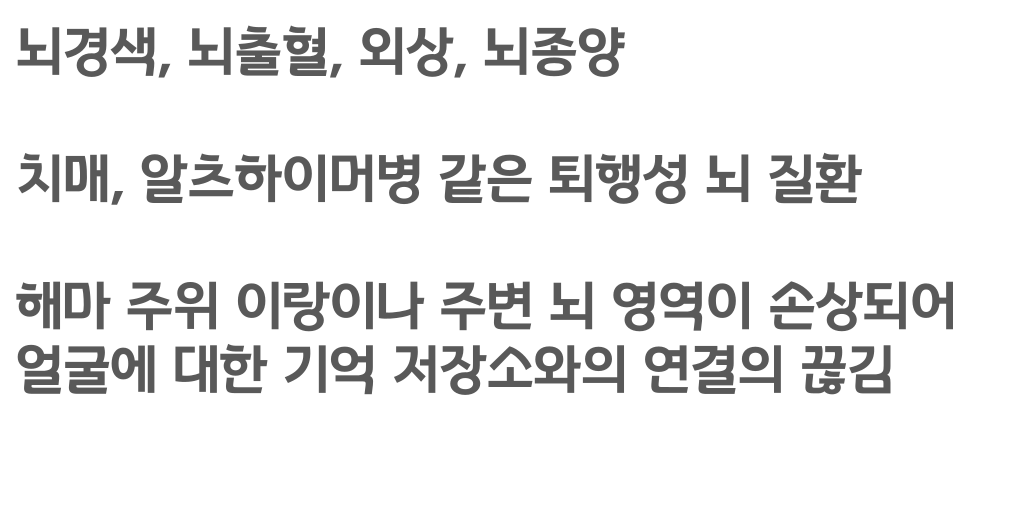 뇌경색, 뇌출혈, 외상, 뇌종양
치매, 알츠하이머병 같은 퇴행성 뇌 질환
해마 주위 이랑이나 주변 뇌 영역이 손상되어
얼굴에 대한 기억 저장소와의 연결의 끊김